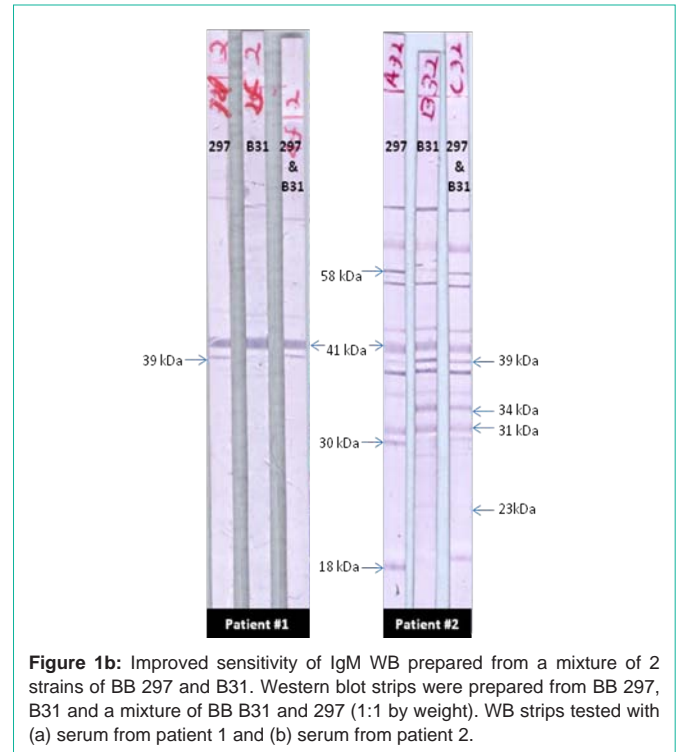 2 2 2
A32 B32 C32
297 B31 297
&
B31
297 B31 297
&
B31
58 kDa
41 kDa
39 kDa
39 kDa
34 kDa
31 kDa
30 kDa
23kDa
18 kDa
Patient #1 Patient #2
Figure 1b: Improved sensitivity of IgM WB prepared from a mixture of 2
strains of BB 297 and B31. Western blot strips were prepared from BB 297,
B31 and a mixture of BB B31 and 297 (1:1 by weight). WB strips tested with
(a) serum from patient 1 and (b) serum from patient 2.